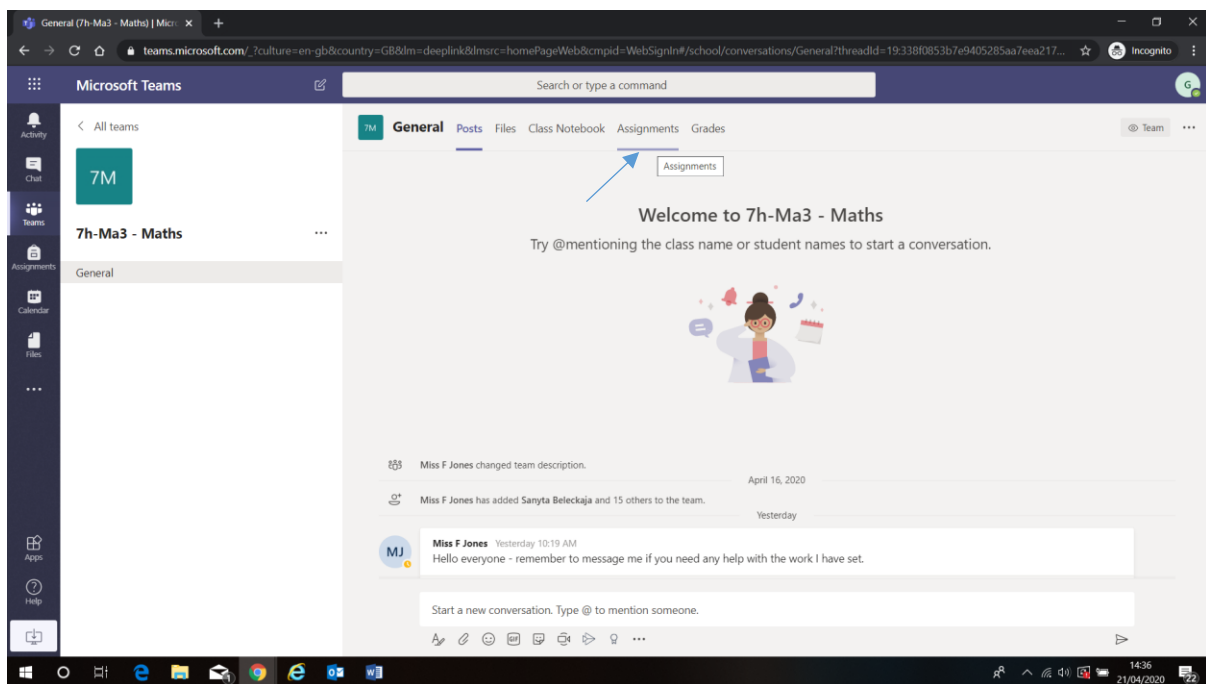 General (7h-Ma3 - Maths) | Micr
teams.microsoft.com/_?culture=en-gb&country=GB&lm=deeplink&lmsrc=homePageWeb&cmpid=WebSignIn#/school/conversations/General?threadId=19:338f0853b7e9405285aa7eea217...
Incognito
Microsoft Teams
Search or type a command
G
Activity
Chat
Teams
Assignments
Calendar
Files
Apps
Help
All teams
7M
7h-Ma3 - Maths
General
7M General Posts Files Class Notebook Assignments Grades
Team
Assignments
Welcome to 7h-Ma3 - Maths
Try @mentioning the class name or student names to start a conversation.
Miss F Jones changed team description.
April 16, 2020
Miss F Jones has added Sanyta Beleckaja and 15 others to the team.
Yesterday
MJ
Miss F Jones Yesterday 10:19 AM
Hello everyone - remember to message me if you need any help with the work I have set.
Start a new conversation. Type @ to mention someone.
GIF
14:36
21/04/2020
22